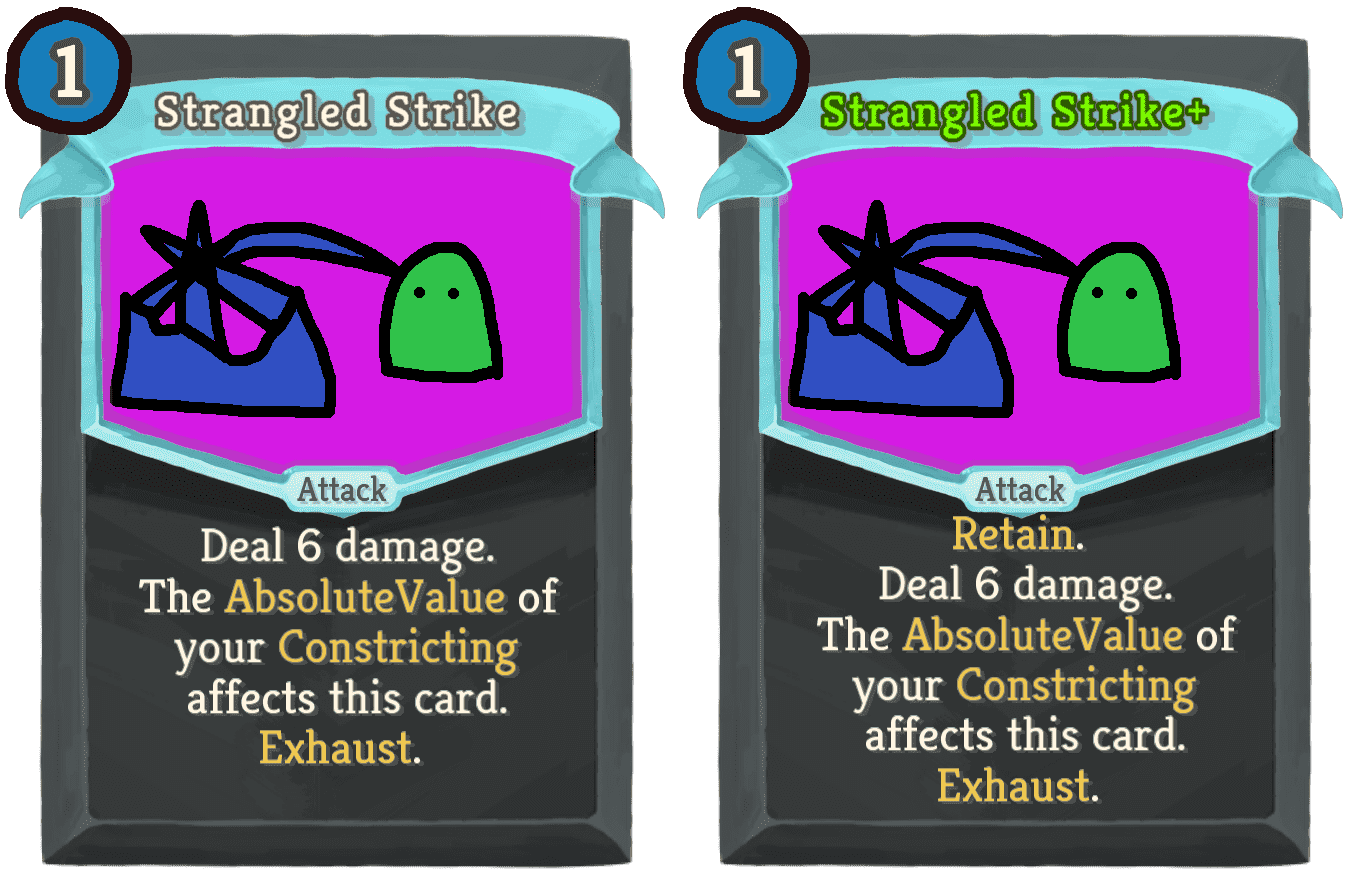 1
Strangled Strike
Attack
Deal 6 damage.
The AbsoluteValue of
your Constricting
affects this card.
Exhaust.
1
Strangled Strike+
Attack
Retain.
Deal 6 damage.
The AbsoluteValue of
your Constricting
affects this card.
Exhaust.